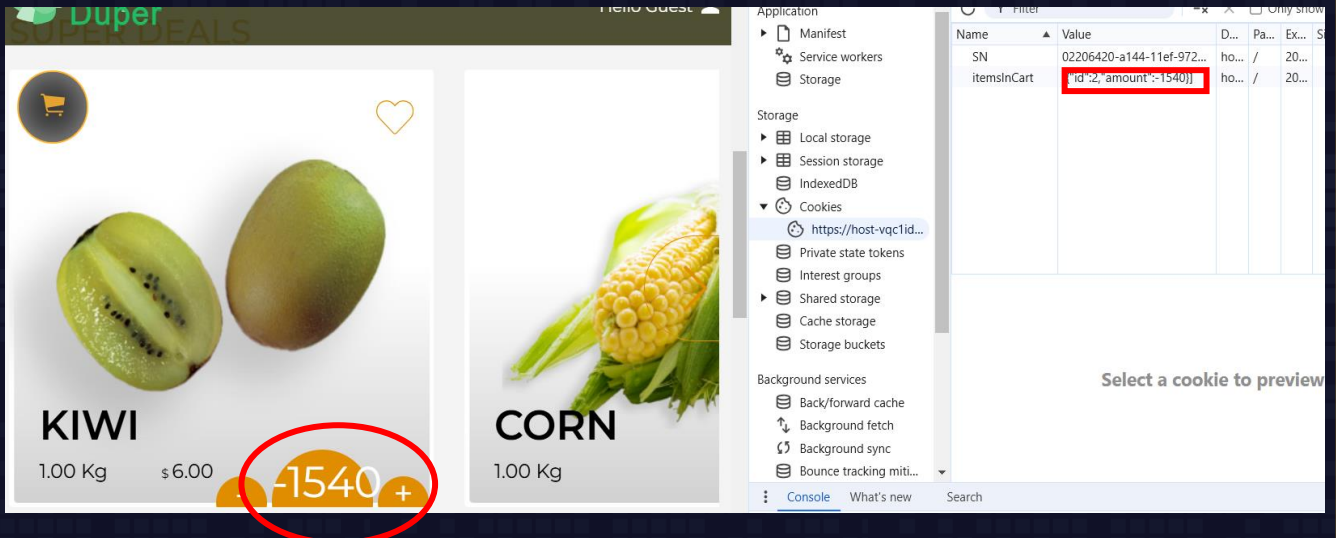 Duper
Hello Guest
SUPER DEALS
KIWI
1.00 Kg
$ 6.00
-
-1540
+
CORN
1.00 Kg
Application
Manifest
Service workers
Storage
Storage
Local storage
Session storage
IndexedDB
Cookies
https://host-vqc1id...
Private state tokens
Interest groups
Shared storage
Cache storage
Storage buckets
Background services
Back/forward cache
Background fetch
Background sync
Bounce tracking miti...
Filter
Only show
Name Value D... Pa... Ex... Si
SN 02206420-a144-11ef-972... ho... / 20...
itemsInCart "id":2,"amount":-1540}] ho... / 20...
Select a cookie to preview
Console What's new Search